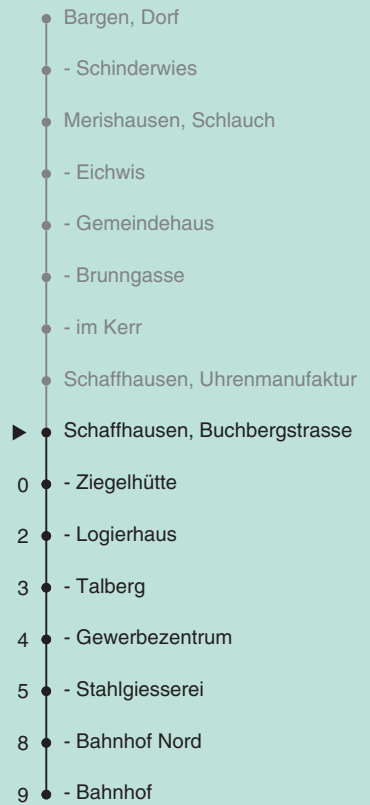 Bargen, Dorf
- Schinderwies
Merishausen, Schlauch
- Eichwis
- Gemeindehaus
- Brunngasse
- im Kerr
Schaffhausen, Uhrenmanufaktur
Schaffhausen, Buchbergstrasse
0 - Ziegelhütte
2 - Logierhaus
3 - Talberg
4 - Gewerbezentrum
5 - Stahlgiesserei
8 - Bahnhof Nord
9 - Bahnhof